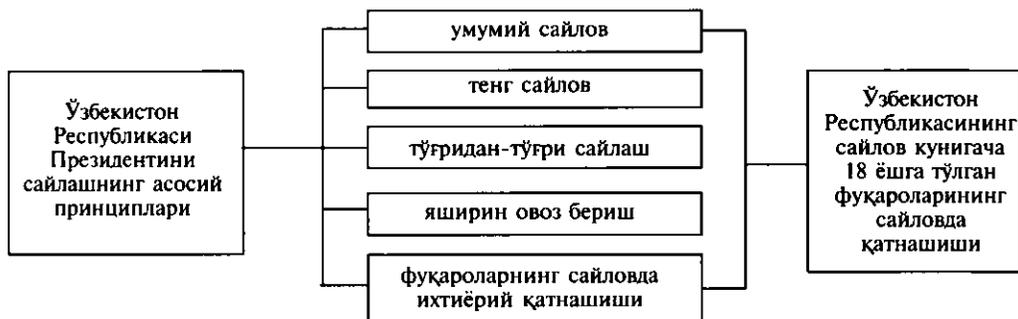 Ўзбекистон
Республикаси
Президентини
сайлашнинг асосий
принциплари
умумий сайлов
тенг сайлов
тўғридан-тўғри сайлаш
яширин овоз бериш
фуқароларнинг сайловда
ихтиёрий қатнашиши
Ўзбекистон
Республикасининг
сайлов кунигача
18 ёшга тўлган
фуқароларининг
сайловда
қатнашиши